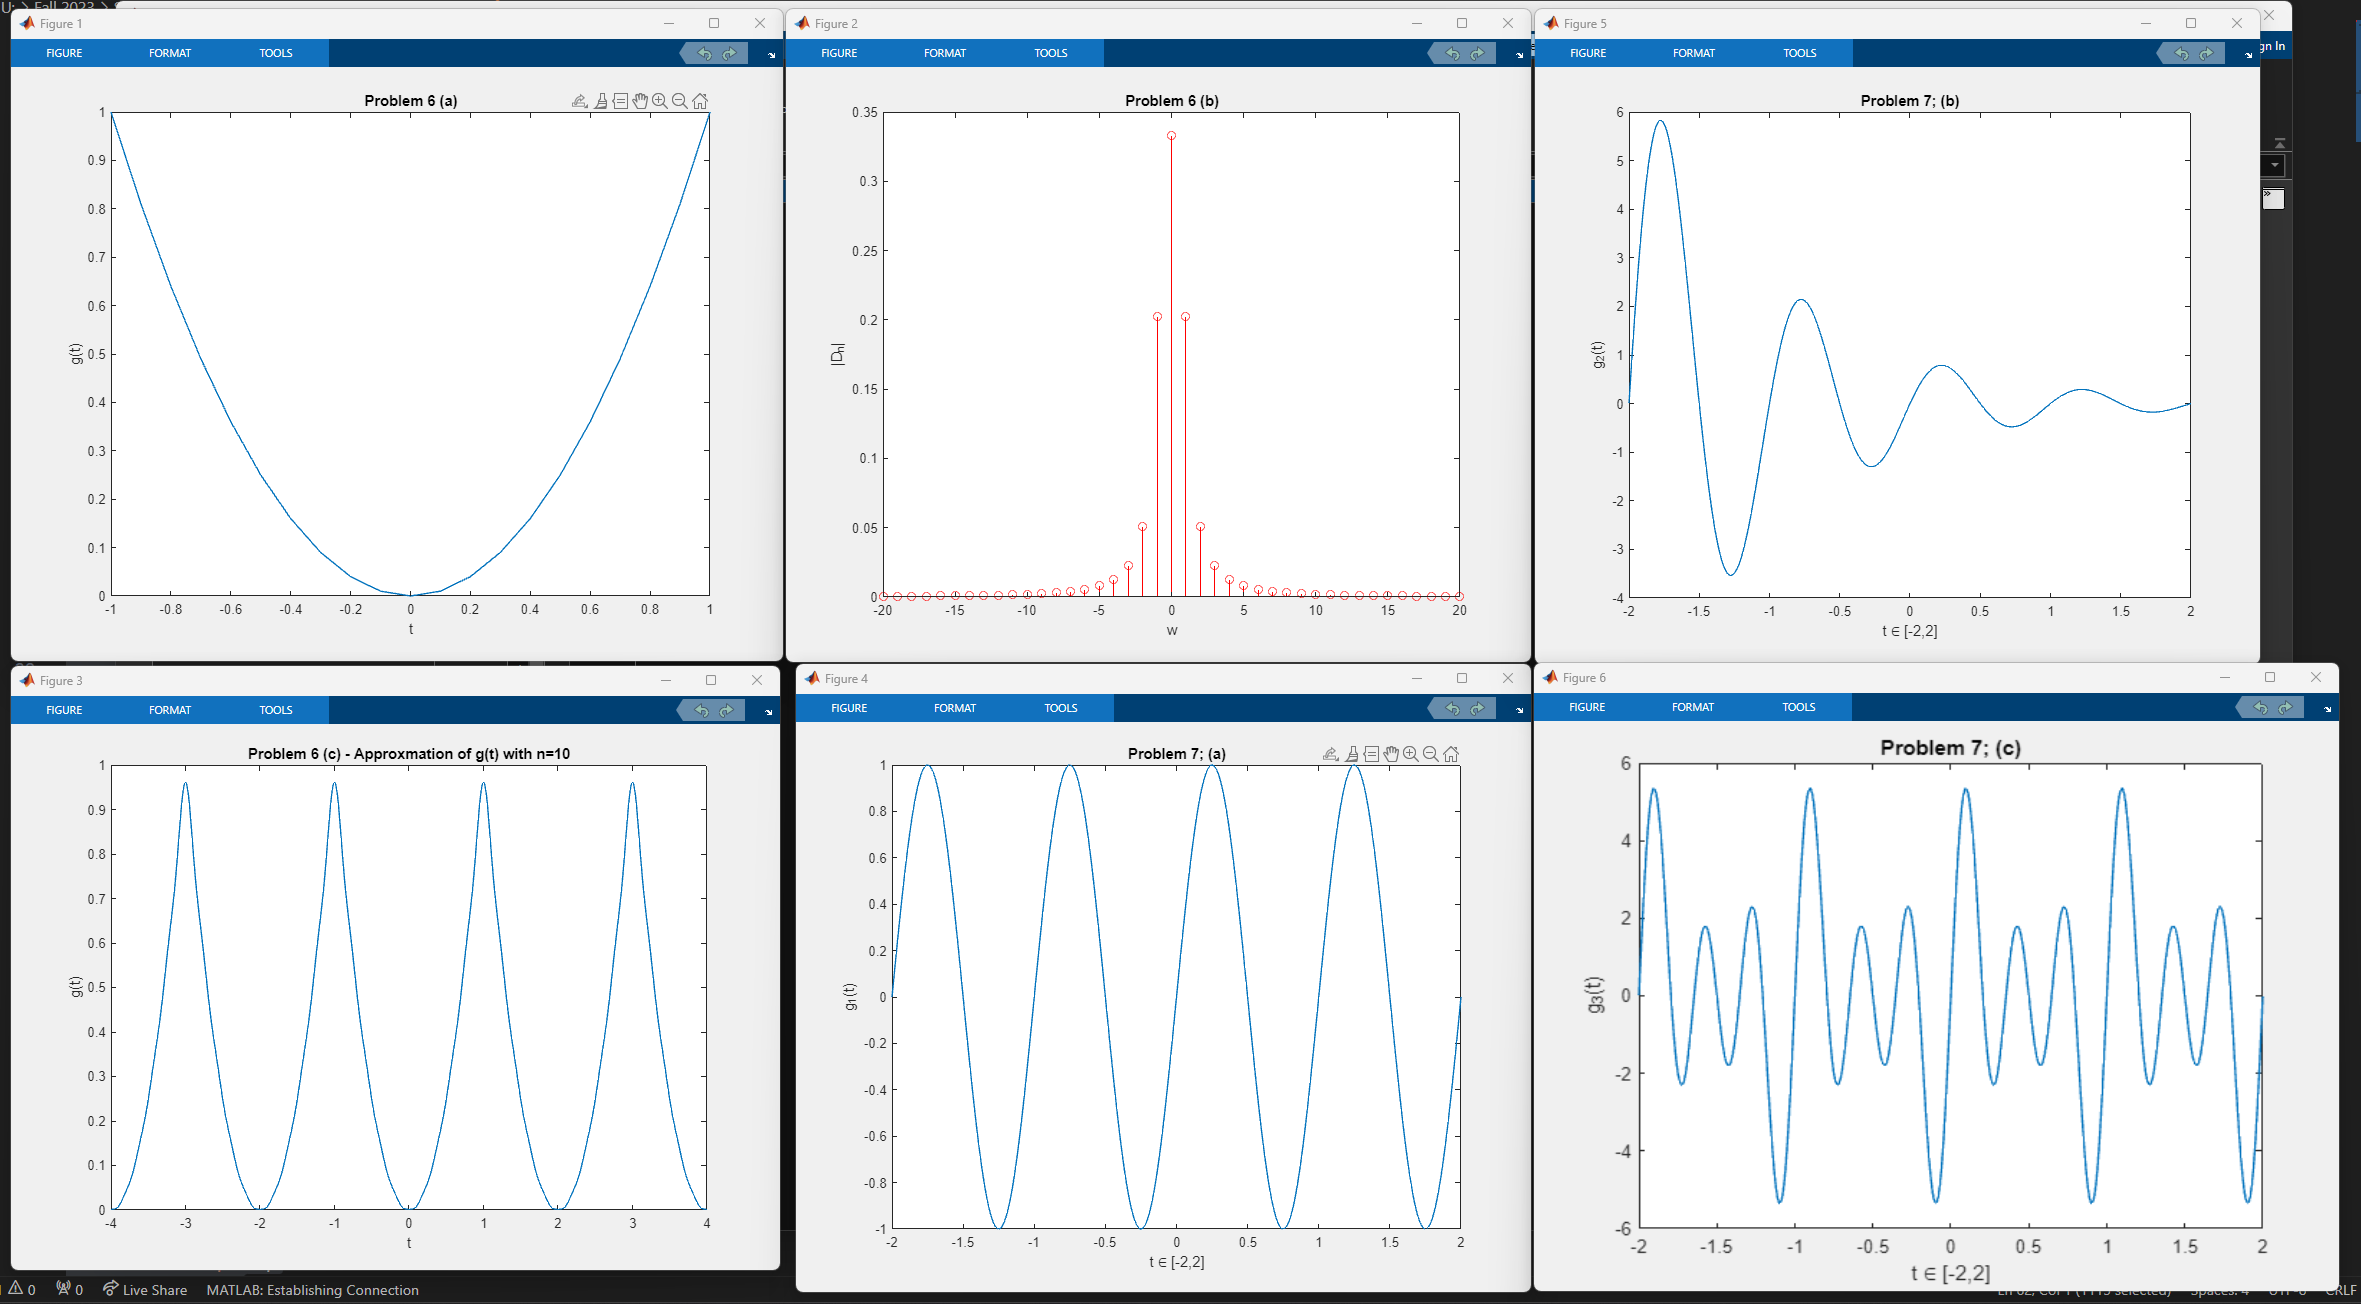 U: > Fall 2023 >
Figure 1
FIGURE FORMAT TOOLS
Problem 6 (a)
1
0.9
0.8
0.7
0.6
0.5
0.4
0.3
0.2
0.1
0
g(t)
-1 -0.8 -0.6 -0.4 -0.2 0 0.2 0.4 0.6 0.8 1
t
Figure 2
FIGURE FORMAT TOOLS
Problem 6 (b)
0.35
0.3
0.25
0.2
0.15
0.1
0.05
0
|Dn|
-20 -15 -10 -5 0 5 10 15 20
w
Figure 5
gn In
FIGURE FORMAT TOOLS
Problem 7; (b)
6
5
4
3
2
1
0
-1
-2
-3
-4
g2(t)
-2 -1.5 -1 -0.5 0 0.5 1 1.5 2
t ∈ [-2,2]
Figure 3
FIGURE FORMAT TOOLS
Problem 6 (c) - Approxmation of g(t) with n=10
1
0.9
0.8
0.7
0.6
0.5
0.4
0.3
0.2
0.1
0
g(t)
-4 -3 -2 -1 0 1 2 3 4
t
Figure 4
FIGURE FORMAT TOOLS
Problem 7; (a)
1
0.8
0.6
0.4
0.2
0
-0.2
-0.4
-0.6
-0.8
-1
g1(t)
-2 -1.5 -1 -0.5 0 0.5 1 1.5 2
t ∈ [-2,2]
Figure 6
FIGURE FORMAT TOOLS
Problem 7; (c)
6
4
2
0
-2
-4
-6
g3(t)
-2 -1.5 -1 -0.5 0 0.5 1 1.5 2
t ∈ [-2,2]
0 0 Live Share MATLAB: Establishing Connection
CRLF